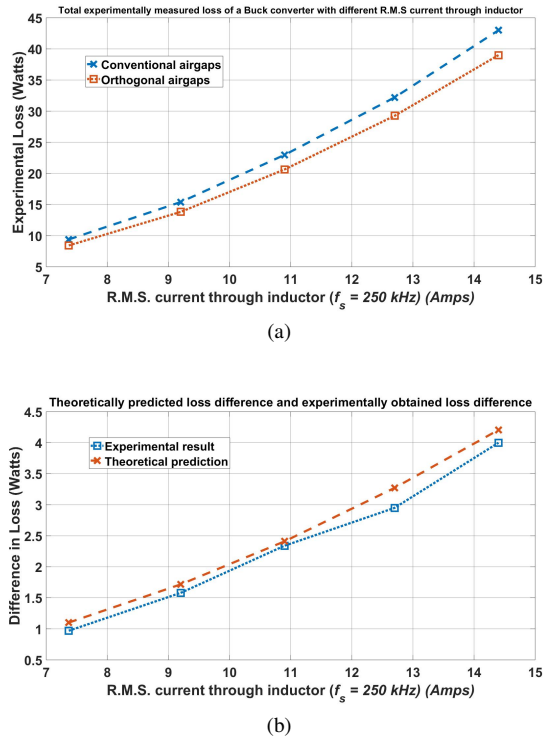 Total experimentally measured loss of a Buck converter with different R.M.S current through inductor
45
40
35
30
25
20
15
10
5
Experimental Loss (Watts)
Conventional airgaps
Orthogonal airgaps
7 8 9 10 11 12 13 14 15
R.M.S. current through inductor (fs = 250 kHz) (Amps)
(a)
Theoretically predicted loss difference and experimentally obtained loss difference
4.5
4
3.5
3
2.5
2
1.5
1
0.5
Difference in Loss (Watts)
Experimental result
Theoretical prediction
7 8 9 10 11 12 13 14 15
R.M.S. current through inductor (fs = 250 kHz) (Amps)
(b)